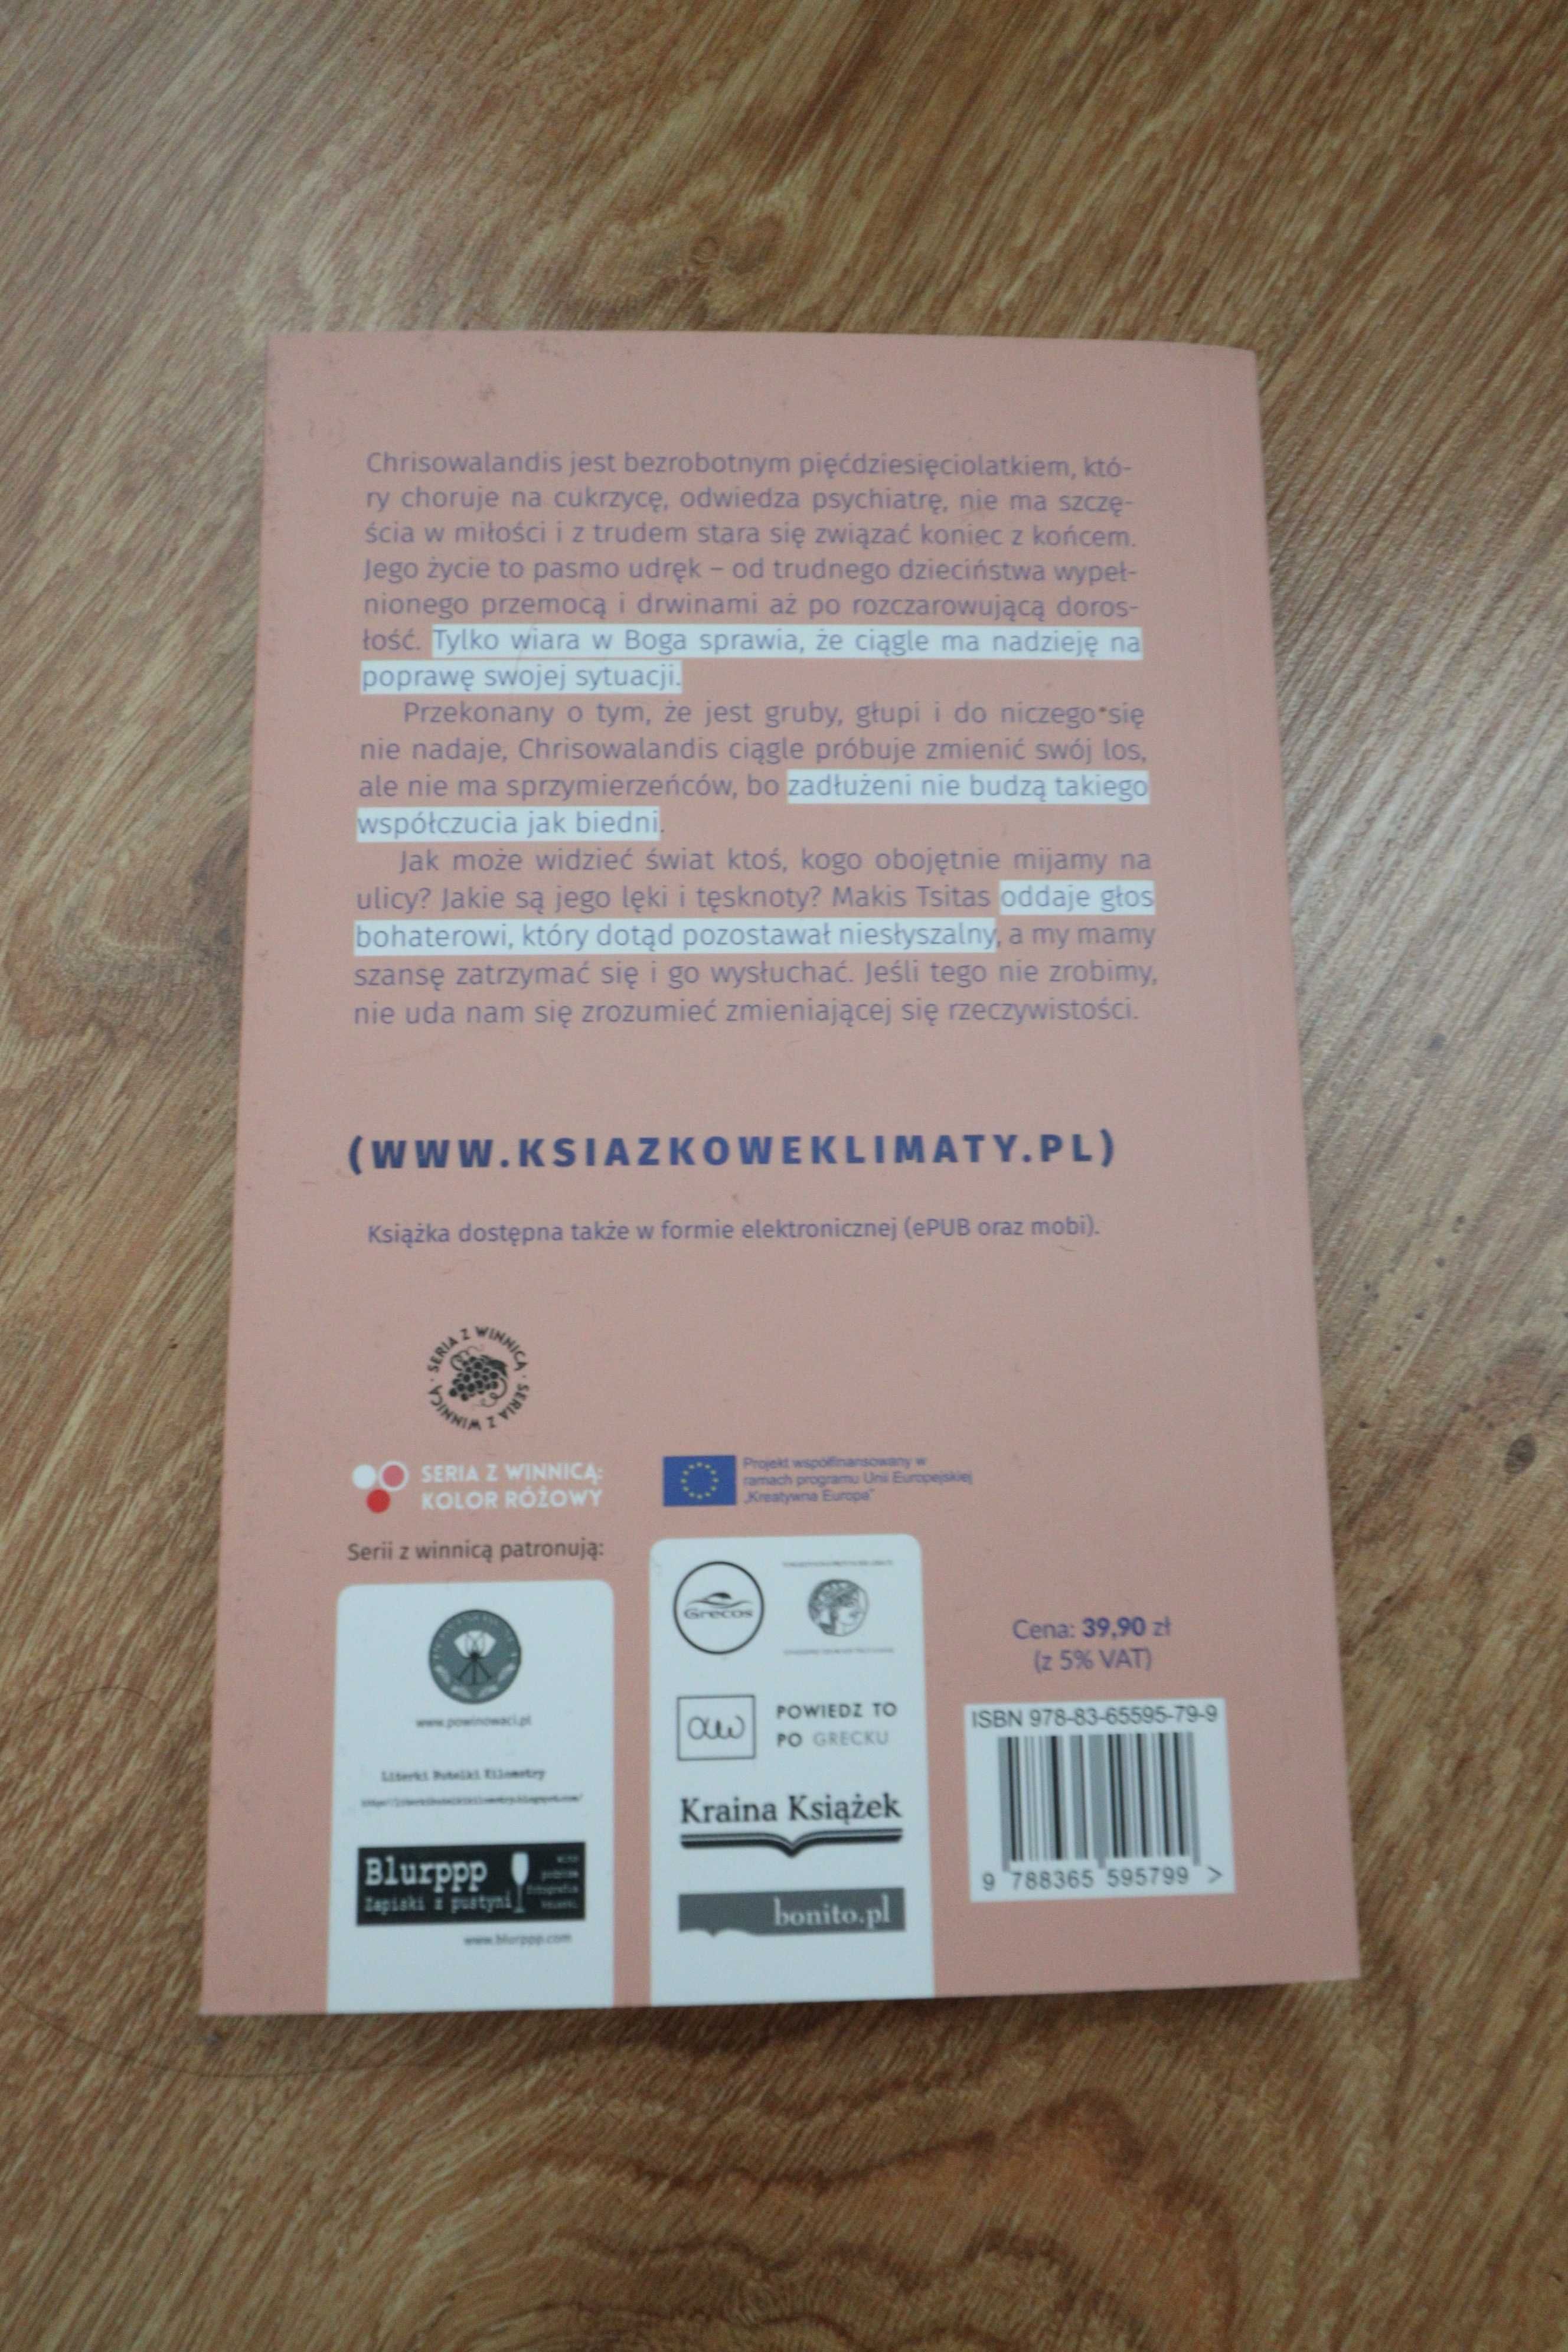 Chrisowalandis jest bezrobotnym pięćdziesięciolatkiem, któ-
ry choruje na cukrzycę, odwiedza psychiatrę, nie ma szczę-
ścia w miłości i z trudem stara się związać koniec z końcem.
Jego życie to pasmo udręk – od trudnego dzieciństwa wypeł-
nionego przemocą i drwinami aż po rozczarowującą doros-
łość. Tylko wiara w Boga sprawia, że ciągle ma nadzieję na
poprawę swojej sytuacji.
Przekonany o tym, że jest gruby, głupi i do niczego się
nie nadaje, Chrisowalandis ciągle próbuje zmienić swój los,
ale nie ma sprzymierzeńców, bo zadłużeni nie budzą takiego
współczucia jak biedni.
Jak może widzieć świat ktoś, kogo obojętnie mijamy na
ulicy? Jakie są jego lęki i tęsknoty? Makis Tsitas oddaje głos
bohaterowi, który dotąd pozostawał niesłyszalny, a my mamy
szansę zatrzymać się i go wysłuchać. Jeśli tego nie zrobimy,
nie uda nam się zrozumieć zmieniającej się rzeczywistości.
(WWW.KSIAZKOWEKLIMATY.PL)
Książka dostępna także w formie elektronicznej (ePUB oraz mobi).
SERIA Z WINNICĄ · SERIA Z WINNICĄ ·
SERIA Z WINNICĄ:
KOLOR RÓŻOWY
Projekt współfinansowany w
ramach programu Unii Europejskiej
„Kreatywna Europa"
Serii z winnicą patronują:
www.powinowaci.pl
Literki Butelki Kilometry
Blurppp
Zapiski z pustyni
wino
podróże
fotografia
www.blurppp.com
Grecos
POWIEDZ TO
PO GRECKU
Kraina Książek
bonito.pl
Cena: 39,90 zł
(z 5% VAT)
ISBN 978-83-65595-79-9
9 788365 595799 >